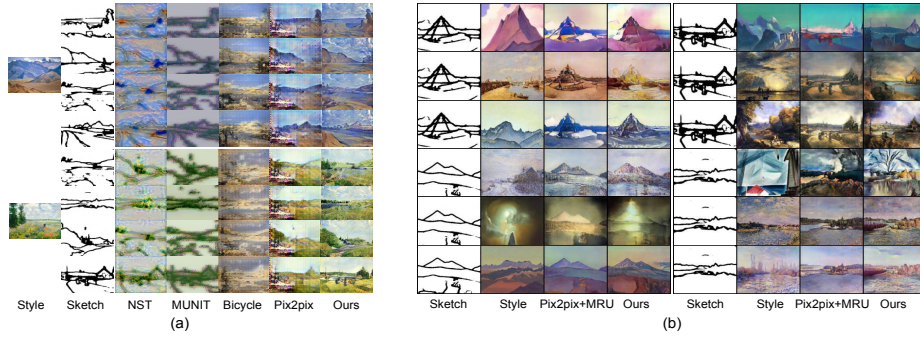 Style Sketch NST MUNIT Bicycle Pix2pix Ours
(a)
Sketch Style Pix2pix+MRU Ours Sketch Style Pix2pix+MRU Ours
(b)